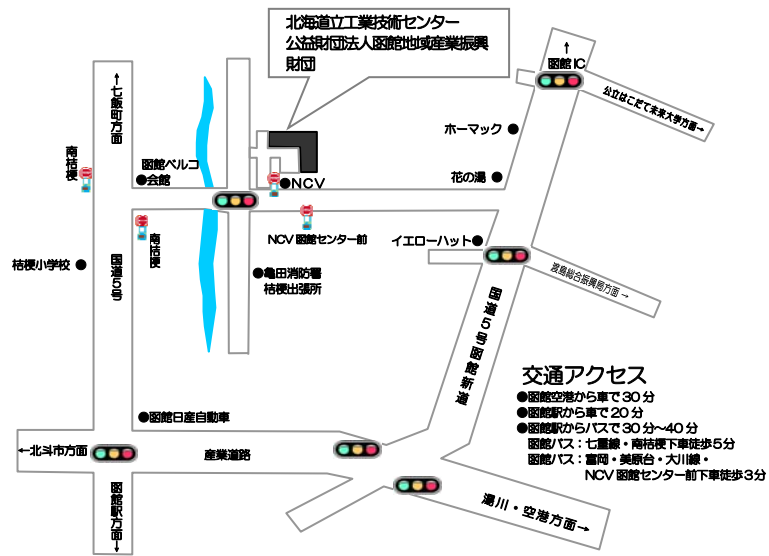 北海道立工業技術センター
公益財団法人函館地域産業振興
財団
↑
函館IC
公立はこだて未来大学方面→
←七飯町方面
ホーマック●
南桔梗
函館ベルコ
●会館
花の湯●
●NCV
NCV函館センター前
南桔梗
イエローハット●
桔梗小学校●
国道5号
●亀田消防署
桔梗出張所
渡島総合振興局方面→
国道5号函館新道
交通アクセス
●函館空港から車で30分
●函館駅から車で20分
●函館駅からバスで30分~40分
函館バス:七重線・南桔梗下車徒歩5分
函館バス:富岡・美原台・大川線・
NCV函館センター前下車徒歩3分
●函館日産自動車
←北斗市方面
産業道路
函館駅方面→
湯川・空港方面→